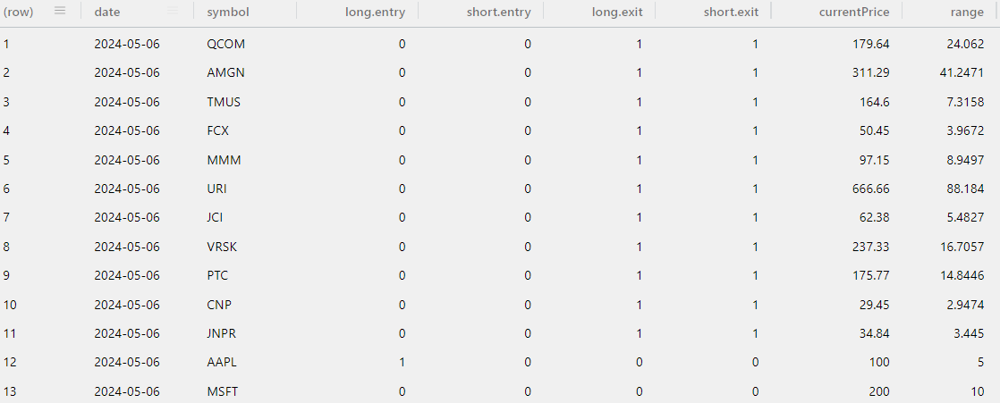 (row) date symbol long.entry short.entry long.exit short.exit currentPrice range
1 2024-05-06 QCOM 0 0 1 1 179.64 24.062
2 2024-05-06 AMGN 0 0 1 1 311.29 41.2471
3 2024-05-06 TMUS 0 0 1 1 164.6 7.3158
4 2024-05-06 FCX 0 0 1 1 50.45 3.9672
5 2024-05-06 MMM 0 0 1 1 97.15 8.9497
6 2024-05-06 URI 0 0 1 1 666.66 88.184
7 2024-05-06 JCI 0 0 1 1 62.38 5.4827
8 2024-05-06 VRSK 0 0 1 1 237.33 16.7057
9 2024-05-06 PTC 0 0 1 1 175.77 14.8446
10 2024-05-06 CNP 0 0 1 1 29.45 2.9474
11 2024-05-06 JNPR 0 0 1 1 34.84 3.445
12 2024-05-06 AAPL 1 0 0 0 100 5
13 2024-05-06 MSFT 0 0 0 0 200 10